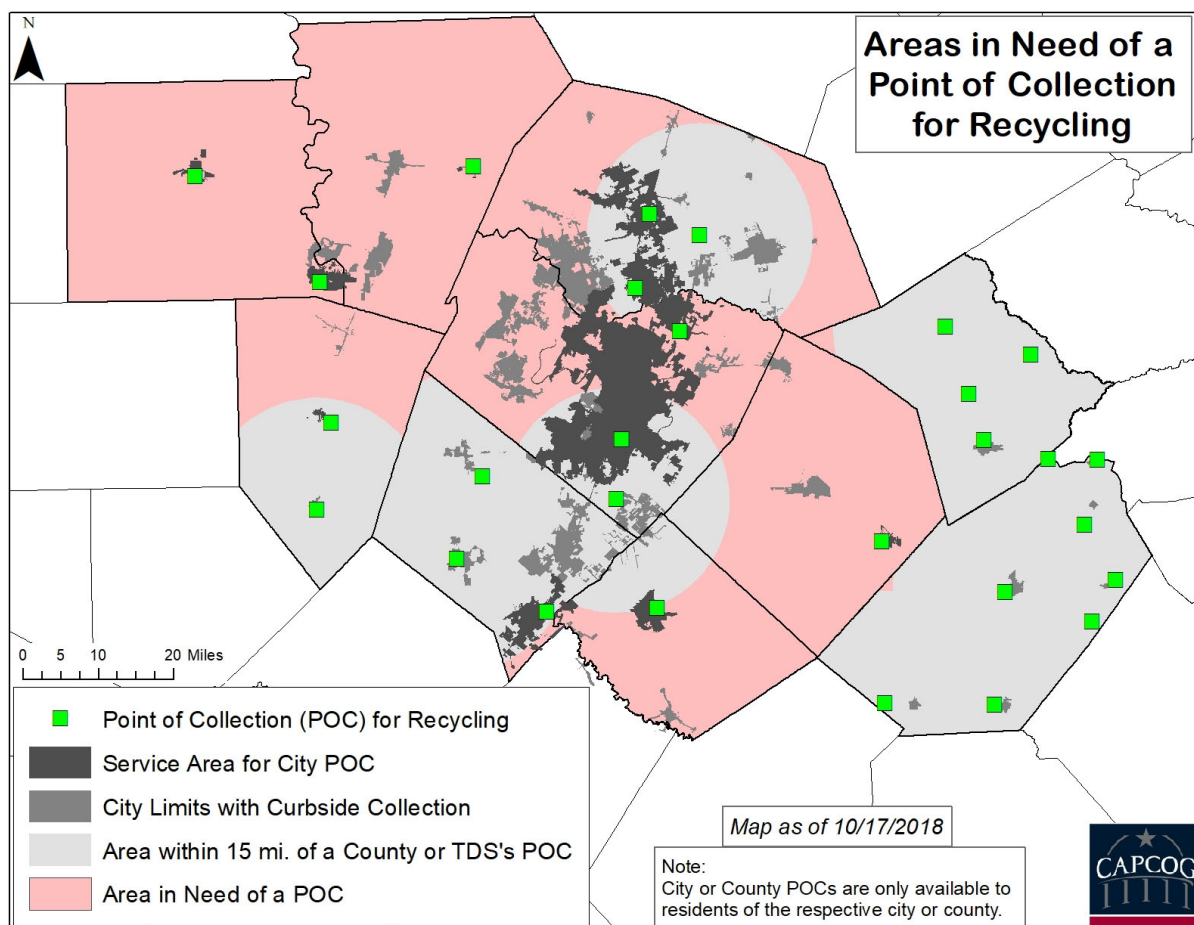 N
Areas in Need of a
Point of Collection
for Recycling
0 5 10 20 Miles
Point of Collection (POC) for Recycling
Service Area for City POC
City Limits with Curbside Collection
Area within 15 mi. of a County or TDS's POC
Area in Need of a POC
Map as of 10/17/2018
Note:
City or County POCs are only available to
residents of the respective city or county.
CAPCOG